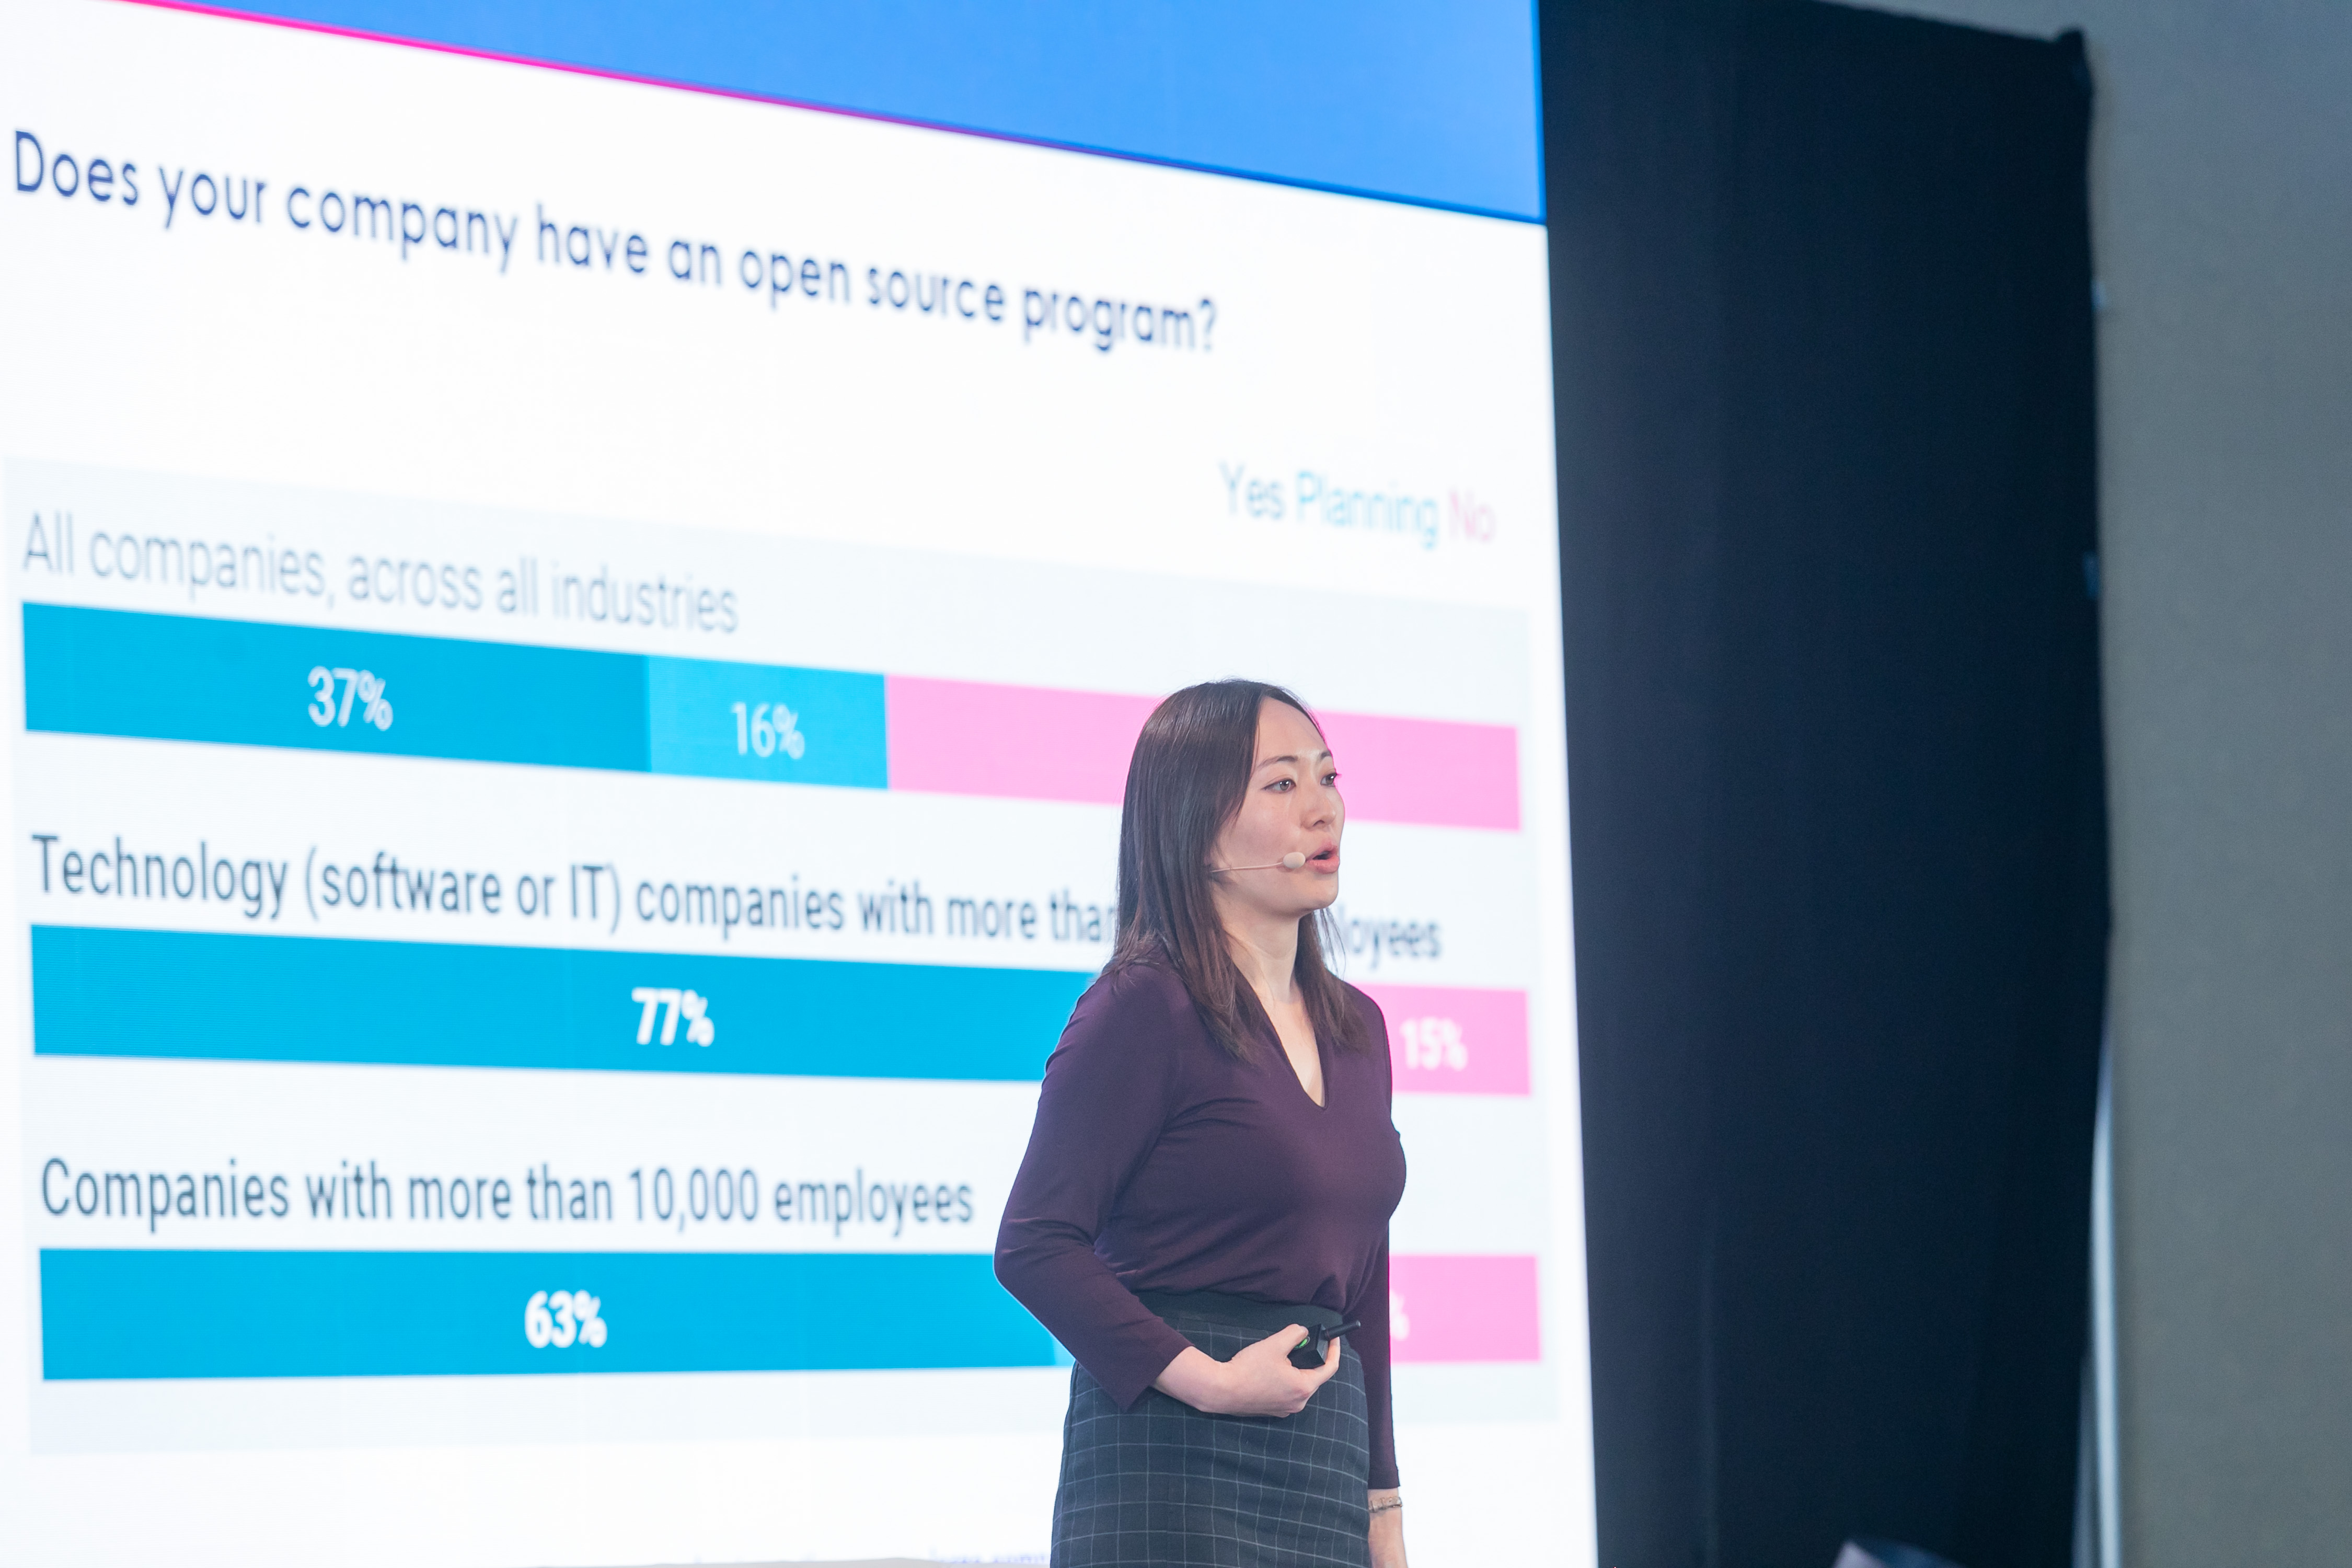 Does your company have an open source program?
Yes Planning No
All companies, across all industries
37% 16%
Technology (software or IT) companies with more than
77% 15%
Companies with more than 10,000 employees
63%